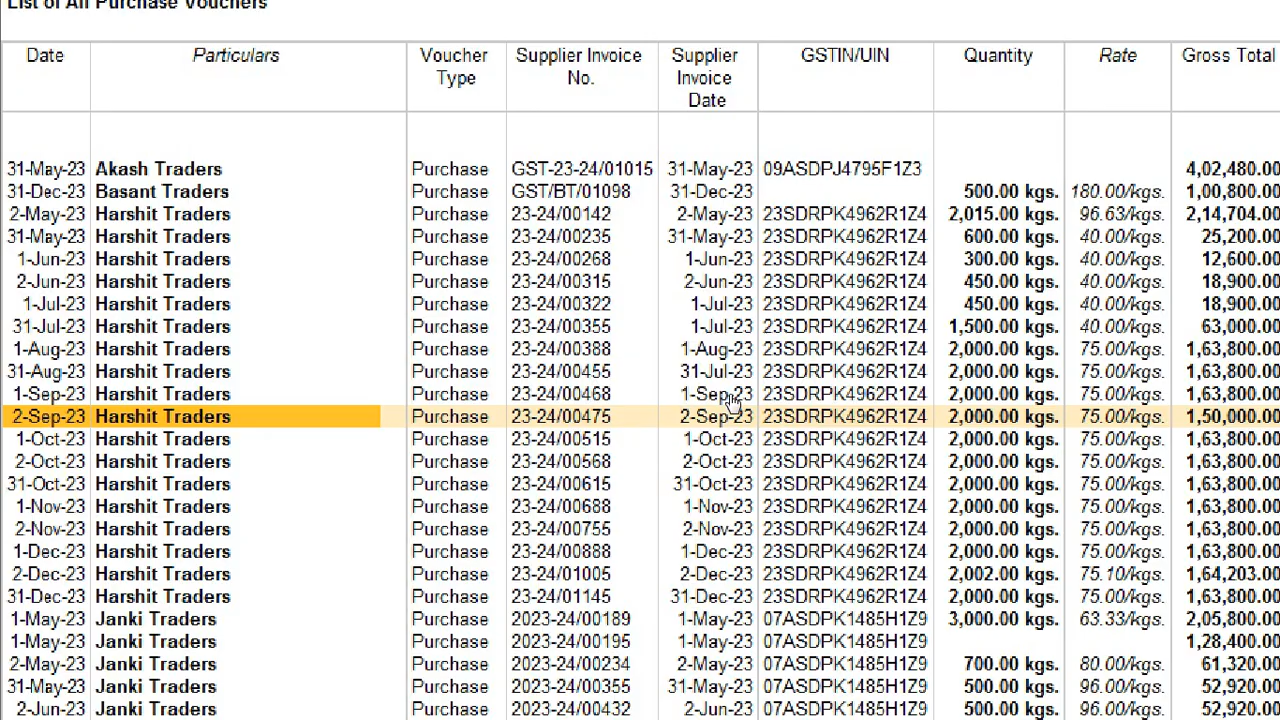 List of All Purchase Vouchers
Date Particulars Voucher Type Supplier Invoice No. Supplier Invoice Date GSTIN/UIN Quantity Rate Gross Total
31-May-23 Akash Traders Purchase GST-23-24/01015 31-May-23 09ASDPJ4795F1Z3 4,02,480.00
31-Dec-23 Basant Traders Purchase GST/BT/01098 31-Dec-23 500.00 kgs. 180.00/kgs. 1,00,800.00
2-May-23 Harshit Traders Purchase 23-24/00142 2-May-23 23SDRPK4962R1Z4 2,015.00 kgs. 96.63/kgs. 2,14,704.00
31-May-23 Harshit Traders Purchase 23-24/00235 31-May-23 23SDRPK4962R1Z4 600.00 kgs. 40.00/kgs. 25,200.00
1-Jun-23 Harshit Traders Purchase 23-24/00268 1-Jun-23 23SDRPK4962R1Z4 300.00 kgs. 40.00/kgs. 12,600.00
2-Jun-23 Harshit Traders Purchase 23-24/00315 2-Jun-23 23SDRPK4962R1Z4 450.00 kgs. 40.00/kgs. 18,900.00
1-Jul-23 Harshit Traders Purchase 23-24/00322 1-Jul-23 23SDRPK4962R1Z4 450.00 kgs. 40.00/kgs. 18,900.00
31-Jul-23 Harshit Traders Purchase 23-24/00355 1-Jul-23 23SDRPK4962R1Z4 1,500.00 kgs. 40.00/kgs. 63,000.00
1-Aug-23 Harshit Traders Purchase 23-24/00388 1-Aug-23 23SDRPK4962R1Z4 2,000.00 kgs. 75.00/kgs. 1,63,800.00
31-Aug-23 Harshit Traders Purchase 23-24/00455 31-Jul-23 23SDRPK4962R1Z4 2,000.00 kgs. 75.00/kgs. 1,63,800.00
1-Sep-23 Harshit Traders Purchase 23-24/00468 1-Sep-23 23SDRPK4962R1Z4 2,000.00 kgs. 75.00/kgs. 1,63,800.00
2-Sep-23 Harshit Traders Purchase 23-24/00475 2-Sep-23 23SDRPK4962R1Z4 2,000.00 kgs. 75.00/kgs. 1,50,000.00
1-Oct-23 Harshit Traders Purchase 23-24/00515 1-Oct-23 23SDRPK4962R1Z4 2,000.00 kgs. 75.00/kgs. 1,63,800.00
2-Oct-23 Harshit Traders Purchase 23-24/00568 2-Oct-23 23SDRPK4962R1Z4 2,000.00 kgs. 75.00/kgs. 1,63,800.00
31-Oct-23 Harshit Traders Purchase 23-24/00615 31-Oct-23 23SDRPK4962R1Z4 2,000.00 kgs. 75.00/kgs. 1,63,800.00
1-Nov-23 Harshit Traders Purchase 23-24/00688 1-Nov-23 23SDRPK4962R1Z4 2,000.00 kgs. 75.00/kgs. 1,63,800.00
2-Nov-23 Harshit Traders Purchase 23-24/00755 2-Nov-23 23SDRPK4962R1Z4 2,000.00 kgs. 75.00/kgs. 1,63,800.00
1-Dec-23 Harshit Traders Purchase 23-24/00888 1-Dec-23 23SDRPK4962R1Z4 2,000.00 kgs. 75.00/kgs. 1,63,800.00
2-Dec-23 Harshit Traders Purchase 23-24/01005 2-Dec-23 23SDRPK4962R1Z4 2,002.00 kgs. 75.10/kgs. 1,64,203.00
31-Dec-23 Harshit Traders Purchase 23-24/01145 31-Dec-23 23SDRPK4962R1Z4 2,000.00 kgs. 75.00/kgs. 1,63,800.00
1-May-23 Janki Traders Purchase 2023-24/00189 1-May-23 07ASDPK1485H1Z9 3,000.00 kgs. 63.33/kgs. 2,05,800.00
1-May-23 Janki Traders Purchase 2023-24/00195 1-May-23 07ASDPK1485H1Z9 1,28,400.00
2-May-23 Janki Traders Purchase 2023-24/00234 2-May-23 07ASDPK1485H1Z9 700.00 kgs. 80.00/kgs. 61,320.00
31-May-23 Janki Traders Purchase 2023-24/00355 31-May-23 07ASDPK1485H1Z9 500.00 kgs. 96.00/kgs. 52,920.00
2-Jun-23 Janki Traders Purchase 2023-24/00432 2-Jun-23 07ASDPK1485H1Z9 500.00 kgs. 96.00/kgs. 52,920.00